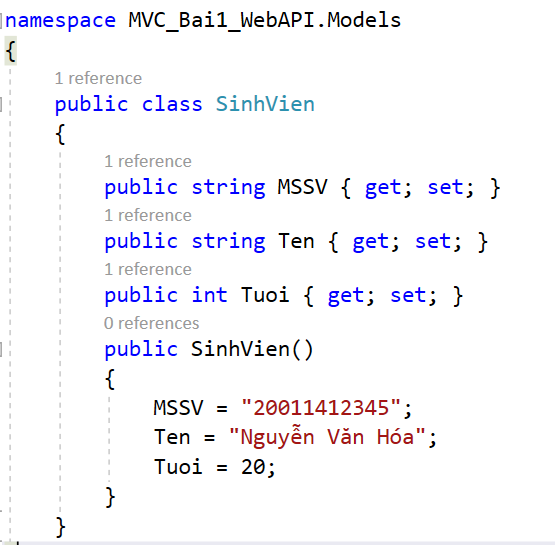 namespace MVC_Bai1_WebAPI.Models
{
1 reference
public class SinhVien
{
1 reference
public string MSSV { get; set; }
1 reference
public string Ten { get; set; }
1 reference
public int Tuoi { get; set; }
0 references
public SinhVien()
{
MSSV = "20011412345";
Ten = "Nguyễn Văn Hóa";
Tuoi = 20;
}
}